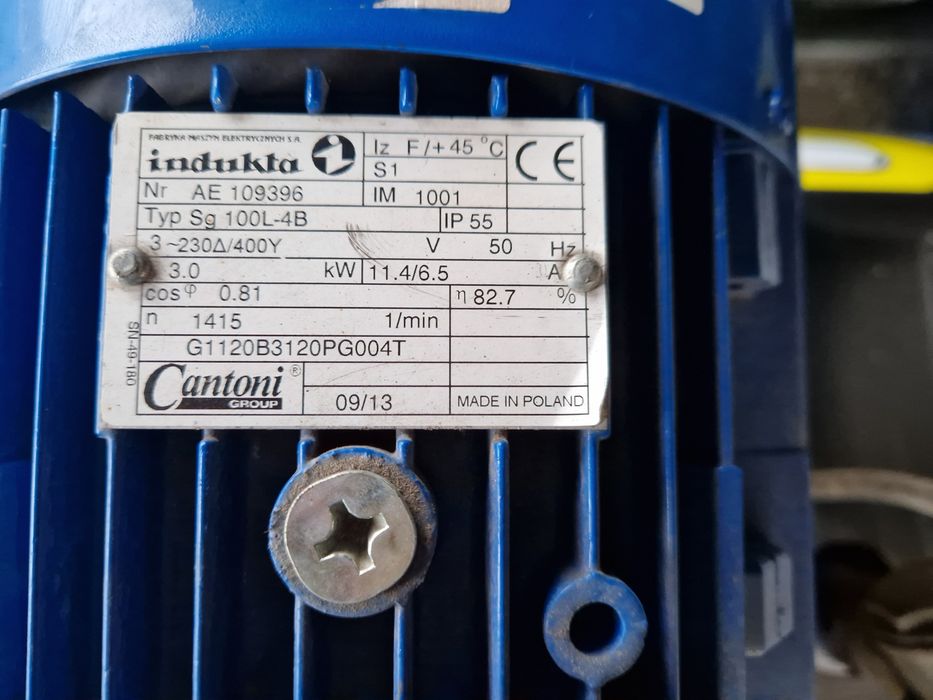 FABRYKA MASZYN ELEKTRYCZNYCH S.A.
indukta
Iz F/+45 °C
CE
S1
Nr AE 109396
IM 1001
Typ Sg 100L-4B
IP 55
3~230Δ/400Y V 50 Hz
3.0 kW 11.4/6.5 A
cos φ 0.81
η 82.7 %
n 1415 1/min
G1120B3120PG004T
SN-49-180
Cantoni®
GROUP
09/13
MADE IN POLAND